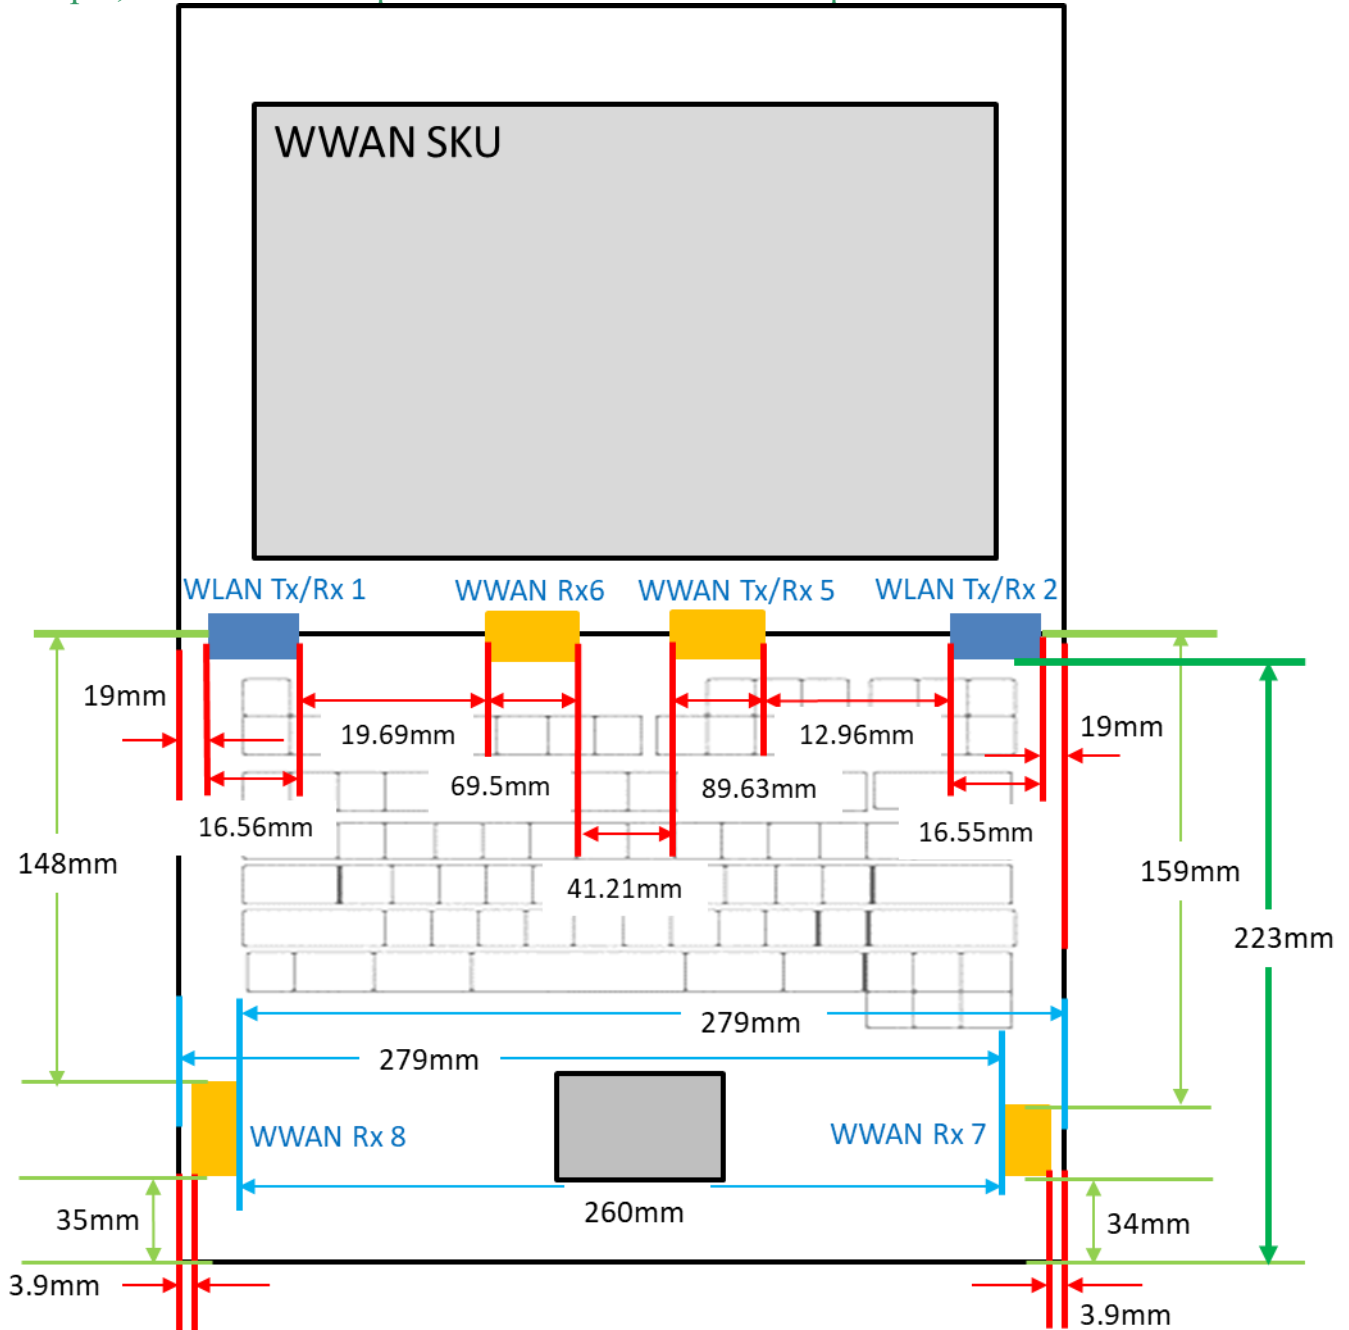 WWAN SKU
WLAN Tx/Rx 1
WWAN Rx6
WWAN Tx/Rx 5
WLAN Tx/Rx 2
19mm
19.69mm
12.96mm
19mm
69.5mm
89.63mm
16.56mm
16.55mm
148mm
41.21mm
159mm
223mm
279mm
279mm
WWAN Rx 8
WWAN Rx 7
35mm
260mm
34mm
3.9mm
3.9mm